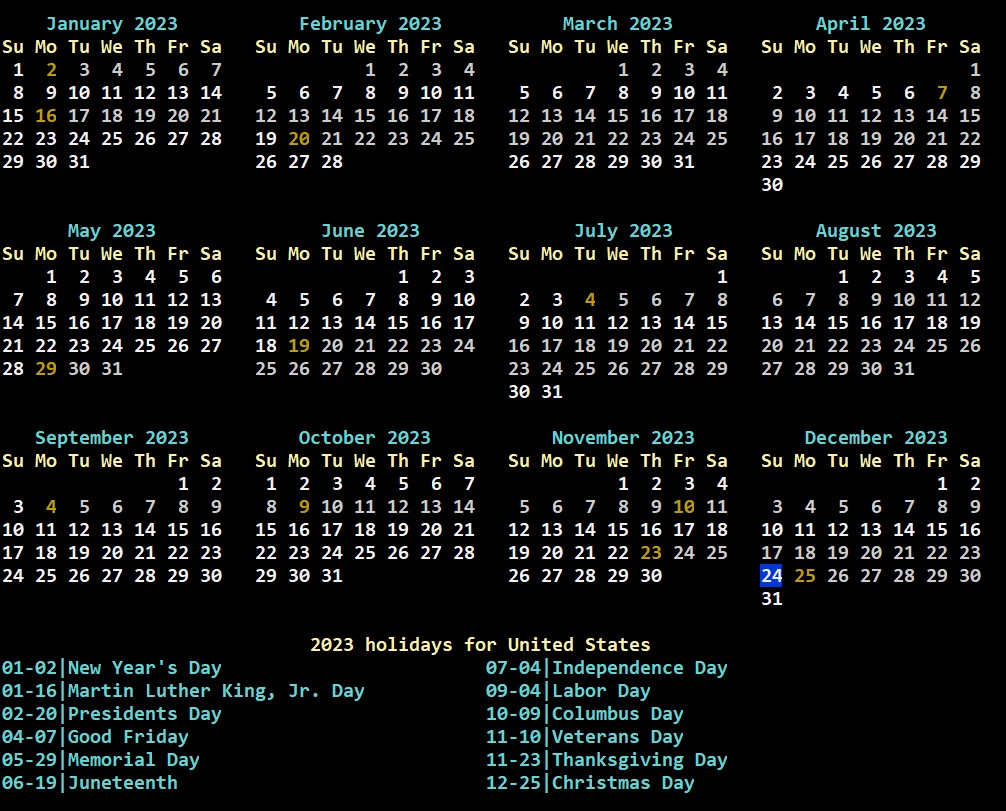 January 2023 February 2023 March 2023 April 2023
Su Mo Tu We Th Fr Sa Su Mo Tu We Th Fr Sa Su Mo Tu We Th Fr Sa Su Mo Tu We Th Fr Sa
1 2 3 4 5 6 7 1 2 3 4 1 2 3 4 1
8 9 10 11 12 13 14 5 6 7 8 9 10 11 5 6 7 8 9 10 11 2 3 4 5 6 7 8
15 16 17 18 19 20 21 12 13 14 15 16 17 18 12 13 14 15 16 17 18 9 10 11 12 13 14 15
22 23 24 25 26 27 28 19 20 21 22 23 24 25 19 20 21 22 23 24 25 16 17 18 19 20 21 22
29 30 31 26 27 28 26 27 28 29 30 31 23 24 25 26 27 28 29
30
May 2023 June 2023 July 2023 August 2023
Su Mo Tu We Th Fr Sa Su Mo Tu We Th Fr Sa Su Mo Tu We Th Fr Sa Su Mo Tu We Th Fr Sa
1 2 3 4 5 6 1 2 3 1 1 2 3 4 5
7 8 9 10 11 12 13 4 5 6 7 8 9 10 2 3 4 5 6 7 8 6 7 8 9 10 11 12
14 15 16 17 18 19 20 11 12 13 14 15 16 17 9 10 11 12 13 14 15 13 14 15 16 17 18 19
21 22 23 24 25 26 27 18 19 20 21 22 23 24 16 17 18 19 20 21 22 20 21 22 23 24 25 26
28 29 30 31 25 26 27 28 29 30 23 24 25 26 27 28 29 27 28 29 30 31
30 31
September 2023 October 2023 November 2023 December 2023
Su Mo Tu We Th Fr Sa Su Mo Tu We Th Fr Sa Su Mo Tu We Th Fr Sa Su Mo Tu We Th Fr Sa
1 2 1 2 3 4 5 6 7 1 2 3 4 1 2
3 4 5 6 7 8 9 8 9 10 11 12 13 14 5 6 7 8 9 10 11 3 4 5 6 7 8 9
10 11 12 13 14 15 16 15 16 17 18 19 20 21 12 13 14 15 16 17 18 10 11 12 13 14 15 16
17 18 19 20 21 22 23 22 23 24 25 26 27 28 19 20 21 22 23 24 25 17 18 19 20 21 22 23
24 25 26 27 28 29 30 29 30 31 26 27 28 29 30 24 25 26 27 28 29 30
31
2023 holidays for United States
01-02|New Year's Day 07-04|Independence Day
01-16|Martin Luther King, Jr. Day 09-04|Labor Day
02-20|Presidents Day 10-09|Columbus Day
04-07|Good Friday 11-10|Veterans Day
05-29|Memorial Day 11-23|Thanksgiving Day
06-19|Juneteenth 12-25|Christmas Day